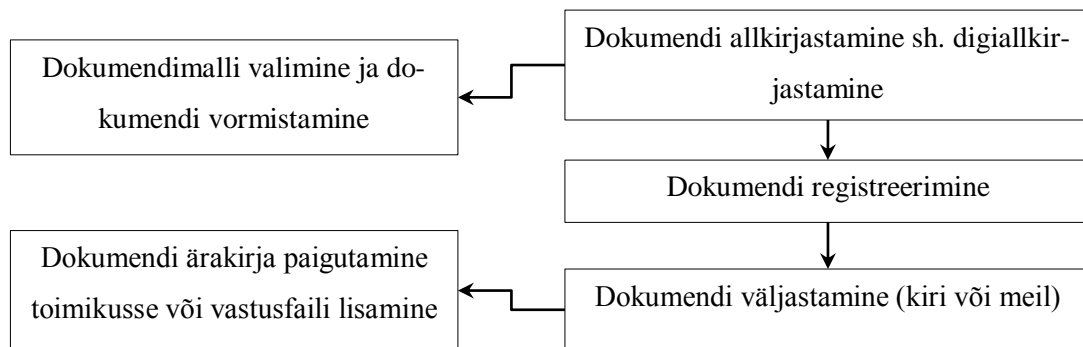 Dokumendimalli valimine ja do-
kumendi vormistamine
Dokumendi allkirjastamine sh. digiallkir-
jastamine
Dokumendi registreerimine
Dokumendi ärakirja paigutamine
toimikusse või vastusfaili lisamine
Dokumendi väljastamine (kiri või meil)